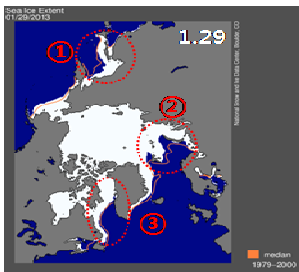 Sea Ice Extent
01/29/2013
1.29
①
②
③
National Snow and Ice Data Center, Boulder, CO
median
1979–2000